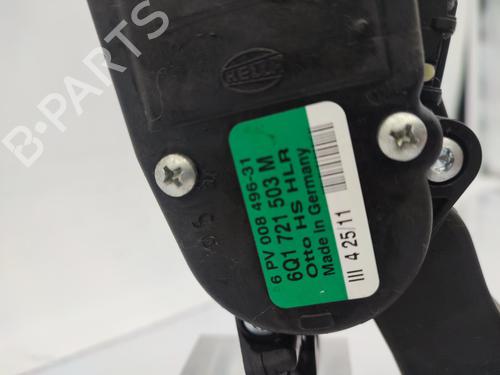 B-PARTS
HELLA
6 PV 008 496-31
6Q1 721 503 M
Otto HS HLR
Made in Germany
III 4 25/11